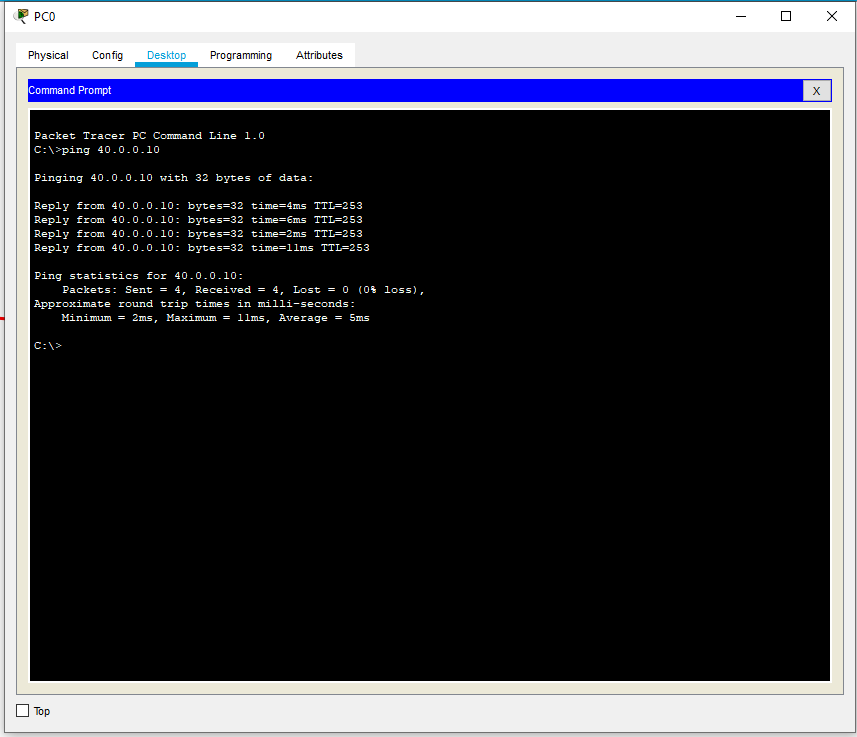 PC0
Physical Config Desktop Programming Attributes
Command Prompt X
Packet Tracer PC Command Line 1.0
C:\>ping 40.0.0.10
Pinging 40.0.0.10 with 32 bytes of data:
Reply from 40.0.0.10: bytes=32 time=4ms TTL=253
Reply from 40.0.0.10: bytes=32 time=6ms TTL=253
Reply from 40.0.0.10: bytes=32 time=2ms TTL=253
Reply from 40.0.0.10: bytes=32 time=11ms TTL=253
Ping statistics for 40.0.0.10:
    Packets: Sent = 4, Received = 4, Lost = 0 (0% loss),
Approximate round trip times in milli-seconds:
    Minimum = 2ms, Maximum = 11ms, Average = 5ms
C:\>
Top